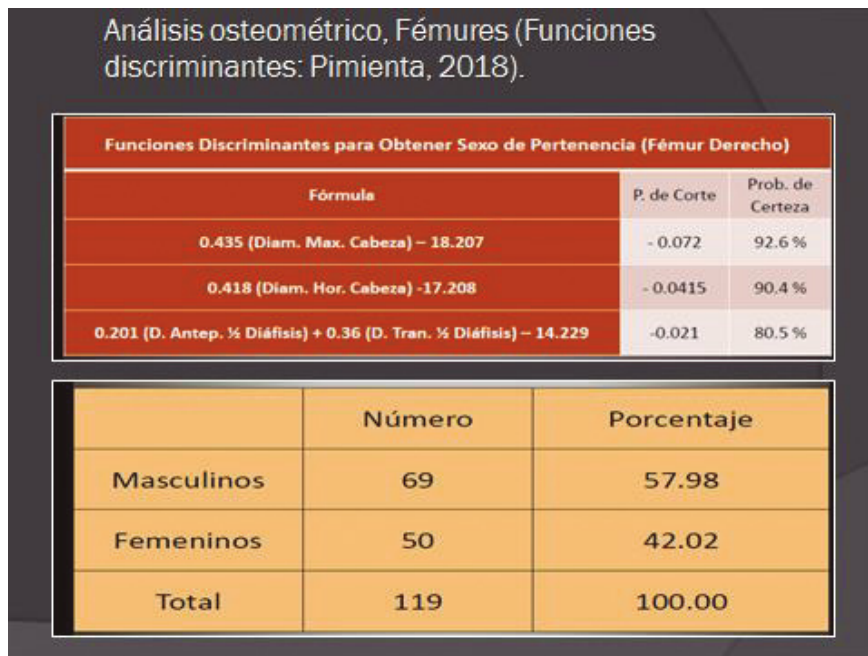 Análisis osteométrico, Fémures (Funciones
discriminantes: Pimienta, 2018).
Funciones Discriminantes para Obtener Sexo de Pertenencia (Fémur Derecho)
Fórmula P. de Corte Prob. de Certeza
0.435 (Diam. Max. Cabeza) – 18.207 - 0.072 92.6 %
0.418 (Diam. Hor. Cabeza) -17.208 - 0.0415 90.4 %
0.201 (D. Antep. ½ Diáfisis) + 0.36 (D. Tran. ½ Diáfisis) – 14.229 -0.021 80.5 %
Número Porcentaje
Masculinos 69 57.98
Femeninos 50 42.02
Total 119 100.00